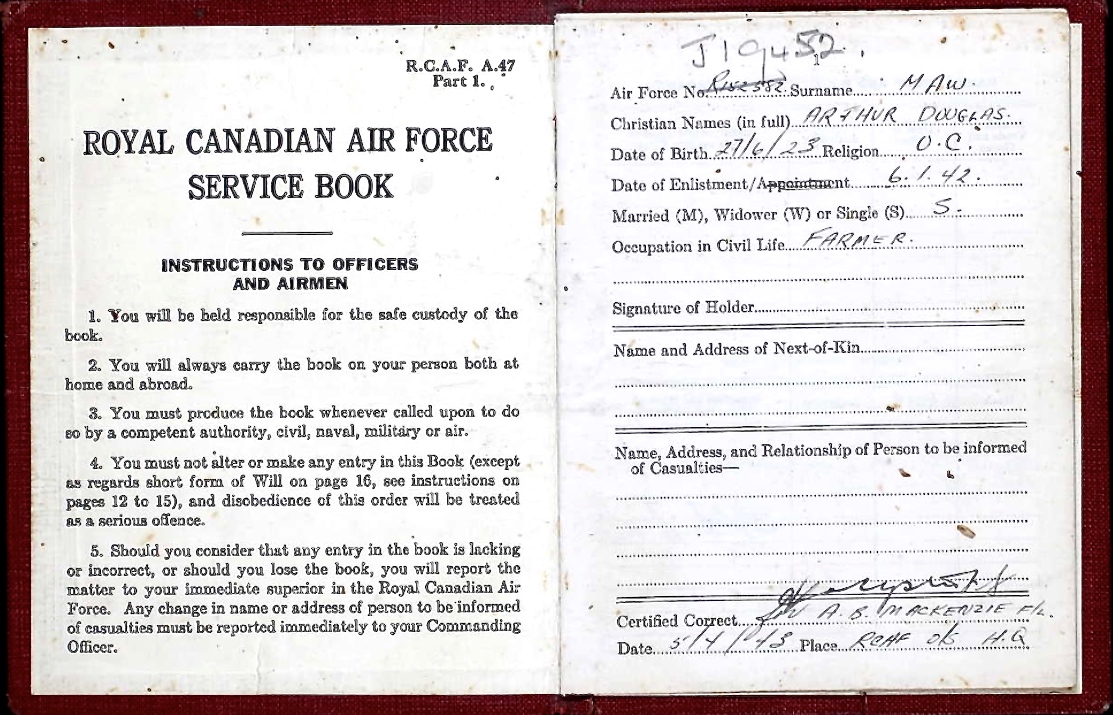 R.C.A.F. A.47
Part 1.
ROYAL CANADIAN AIR FORCE
SERVICE BOOK
INSTRUCTIONS TO OFFICERS
AND AIRMEN
1. You will be held responsible for the safe custody of the
book.
2. You will always carry the book on your person both at
home and abroad.
3. You must produce the book whenever called upon to do
so by a competent authority, civil, naval, military or air.
4. You must not alter or make any entry in this Book (except
as regards short form of Will on page 16, see instructions on
pages 12 to 15), and disobedience of this order will be treated
as a serious offence.
5. Should you consider that any entry in the book is lacking
or incorrect, or should you lose the book, you will report the
matter to your immediate superior in the Royal Canadian Air
Force. Any change in name or address of person to be informed
of casualties must be reported immediately to your Commanding
Officer.
J19452.
1
Air Force No. R152582 Surname MAW.
Christian Names (in full) ARTHUR DOUGLAS.
Date of Birth 27/6/23 Religion O.C.
Date of Enlistment/Appointment 6.1.42.
Married (M), Widower (W) or Single (S) S.
Occupation in Civil Life FARMER.
Signature of Holder
Name and Address of Next-of-Kin
Name, Address, and Relationship of Person to be informed
of Casualties—
Certified Correct A. B. MACKENZIE F/L.
Date 5/4/43 Place RCAF o/s H.Q